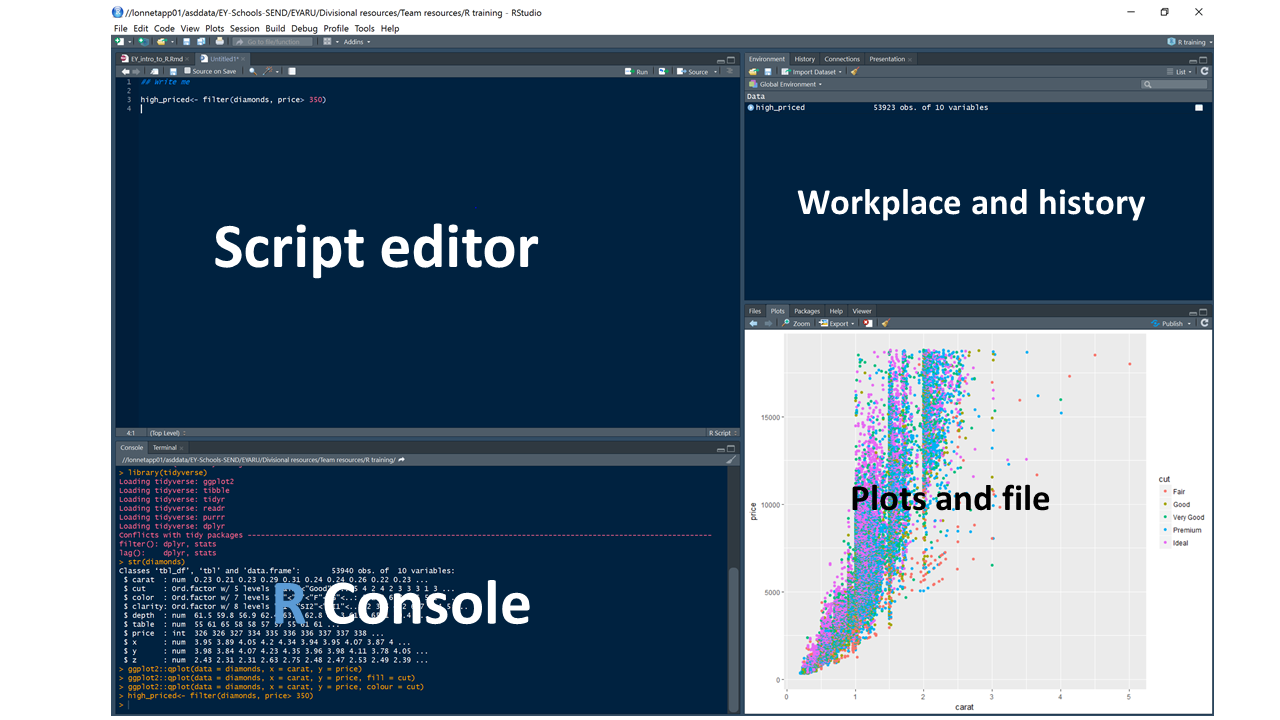 //lonnetapp01/asddata/EY-Schools-SEND/EYARU/Divisional resources/Team resources/R training - RStudio
File Edit Code View Plots Session Build Debug Profile Tools Help
Go to file/function Addins R training
EY_intro_to_R.Rmd Untitled1*
Source on Save Run Source
1 ## Write me
2
3 high_priced<- filter(diamonds, price> 350)
4
Script editor
4:1 (Top Level) R Script
Console Terminal
//lonnetapp01/asddata/EY-Schools-SEND/EYARU/Divisional resources/Team resources/R training/
> library(tidyverse)
Loading tidyverse: ggplot2
Loading tidyverse: tibble
Loading tidyverse: tidyr
Loading tidyverse: readr
Loading tidyverse: purrr
Loading tidyverse: dplyr
Conflicts with tidy packages ----------
filter(): dplyr, stats
lag(): dplyr, stats
> str(diamonds)
Classes 'tbl_df', 'tbl' and 'data.frame': 53940 obs. of 10 variables:
$ carat : num 0.23 0.21 0.23 0.29 0.31 0.24 0.24 0.26 0.22 0.23 ...
$ cut : Ord.factor w/ 5 levels 4 2 4 2 3 3 3 1 3 ...
$ color : Ord.factor w/ 7 levels
$ clarity: Ord.factor w/ 8 levels
$ depth : num 61.5 59.8 56.9 62.8
$ table : num 55 61 65 58 58 57 57 55 61 61 ...
$ price : int 326 326 327 334 335 336 336 337 337 338 ...
$ x : num 3.95 3.89 4.05 4.2 4.34 3.94 3.95 4.07 3.87 4 ...
$ y : num 3.98 3.84 4.07 4.23 4.35 3.96 3.98 4.11 3.78 4.05 ...
$ z : num 2.43 2.31 2.31 2.63 2.75 2.48 2.47 2.53 2.49 2.39 ...
> ggplot2::qplot(data = diamonds, x = carat, y = price)
> ggplot2::qplot(data = diamonds, x = carat, y = price, fill = cut)
> ggplot2::qplot(data = diamonds, x = carat, y = price, colour = cut)
> high_priced<- filter(diamonds, price> 350)
>
R Console
Environment History Connections Presentation
Import Dataset List
Global Environment
Data
high_priced 53923 obs. of 10 variables
Workplace and history
Files Plots Packages Help Viewer
Zoom Export Publish
15000
10000
5000
0
price
0 1 2 3 4 5
carat
Plots and file
cut
Fair
Good
Very Good
Premium
Ideal